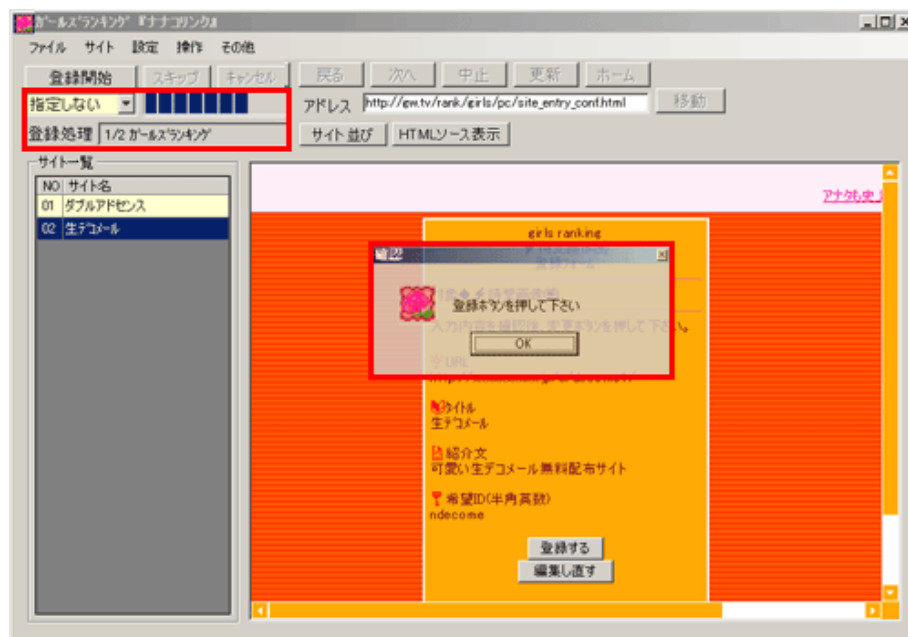 ｶﾞｰﾙｽﾞﾗﾝｷﾝｸﾞ『ナナコリンク』
ファイル サイト 設定 操作 その他
登録開始 スキップ キャンセル 戻る 次へ 中止 更新 ホーム
指定しない アドレス http://ew.tv/rank/girls/pc/site_entry_conf.html 移動
登録処理 1/2 ｶﾞｰﾙｽﾞﾗﾝｷﾝｸﾞ サイト並び HTMLソース表示
サイト一覧
NO サイト名
01 ダブルアドセンス
02 生デコメール
アナタも史上
girls ranking
確認
登録ﾎﾞﾀﾝを押して下さい
入力内容を確認後、変更ﾎﾞﾀﾝを押して下さい。
OK
URL
ﾀｲﾄﾙ
生デコメール
紹介文
可愛い生デコメール無料配布サイト
希望ID(半角英数)
ndecome
登録する
編集し直す